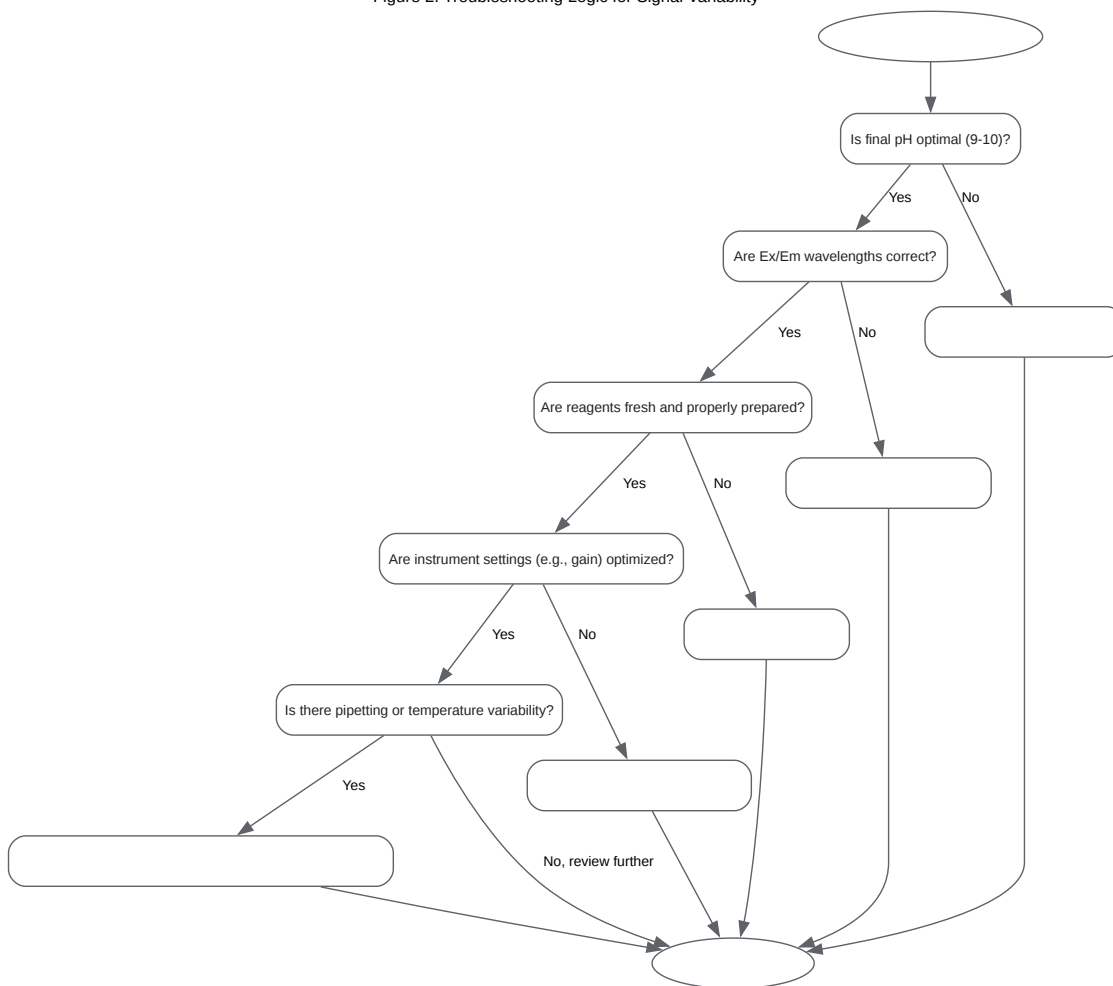 Figure 2: Troubleshooting Logic for Signal Variability
Is final pH optimal (9-10)?
Yes
No
Are Ex/Em wavelengths correct?
Yes
No
Are reagents fresh and properly prepared?
Yes
No
Are instrument settings (e.g., gain) optimized?
Yes
No
Is there pipetting or temperature variability?
Yes
No, review further